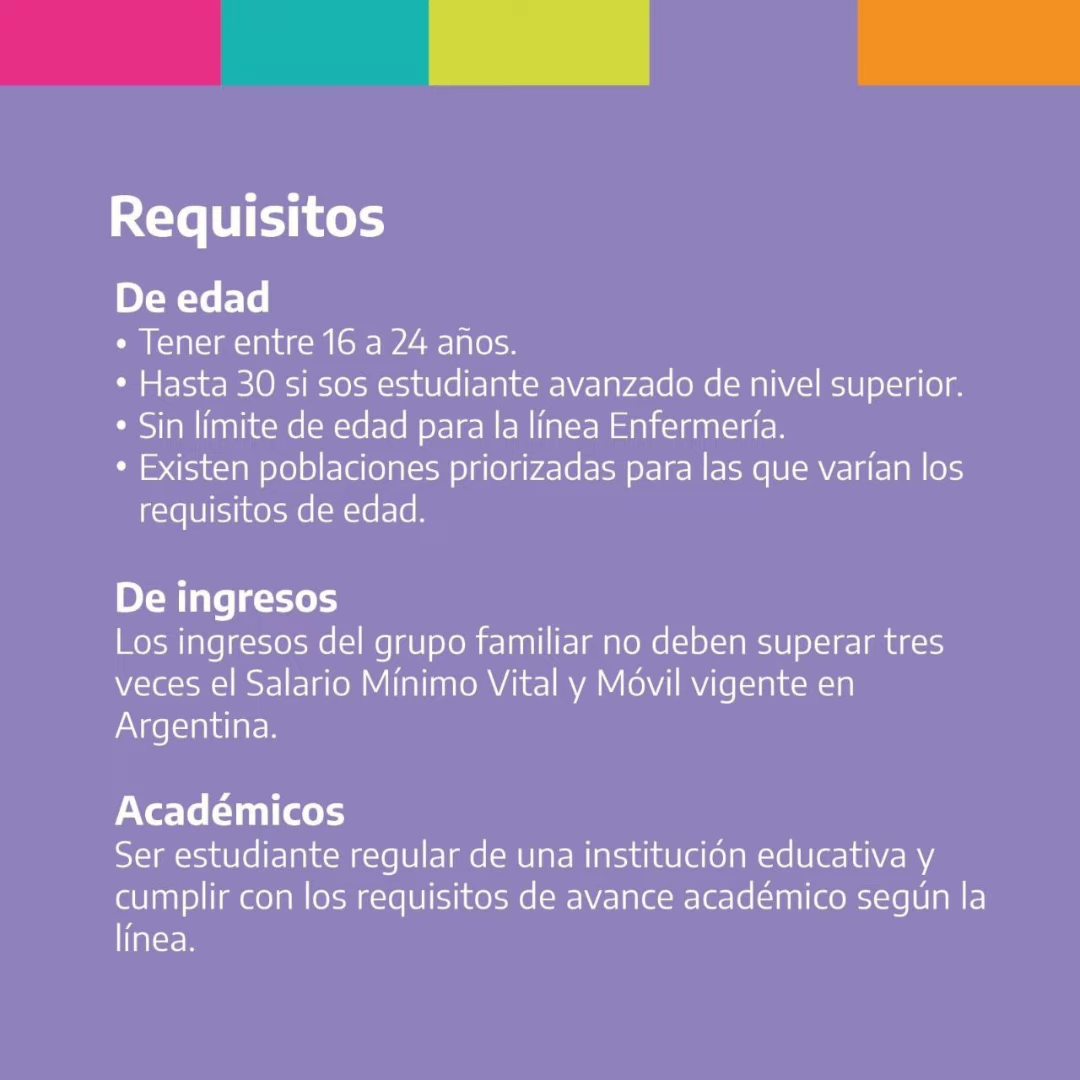 Requisitos
De edad
• Tener entre 16 a 24 años.
• Hasta 30 si sos estudiante avanzado de nivel superior.
• Sin límite de edad para la línea Enfermería.
• Existen poblaciones priorizadas para las que varían los
requisitos de edad.
De ingresos
Los ingresos del grupo familiar no deben superar tres
veces el Salario Mínimo Vital y Móvil vigente en
Argentina.
Académicos
Ser estudiante regular de una institución educativa y
cumplir con los requisitos de avance académico según la
línea.